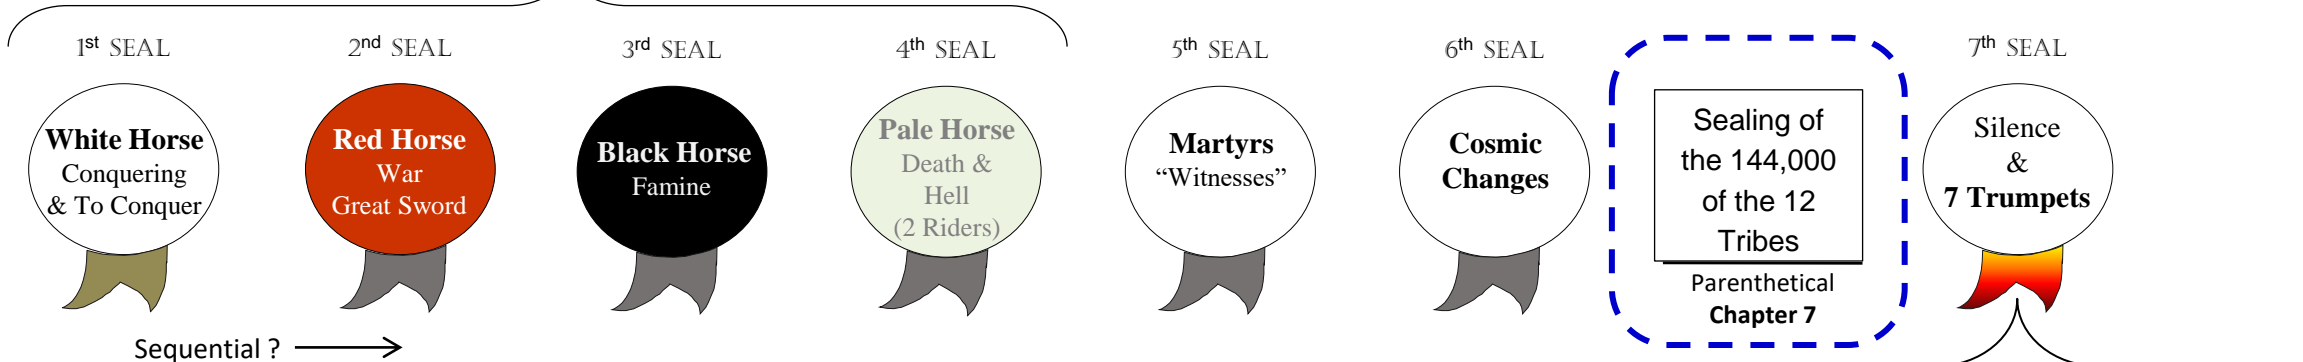 1st SEAL
2nd SEAL
3rd SEAL
4th SEAL
5th SEAL
6th SEAL
7th SEAL
White Horse
Conquering
& To Conquer
Red Horse
War
Great Sword
Black Horse
Famine
Pale Horse
Death &
Hell
(2 Riders)
Martyrs
“Witnesses”
Cosmic
Changes
Sealing of
the 144,000
of the 12
Tribes
Parenthetical
Chapter 7
Silence
&
7 Trumpets
Sequential ?